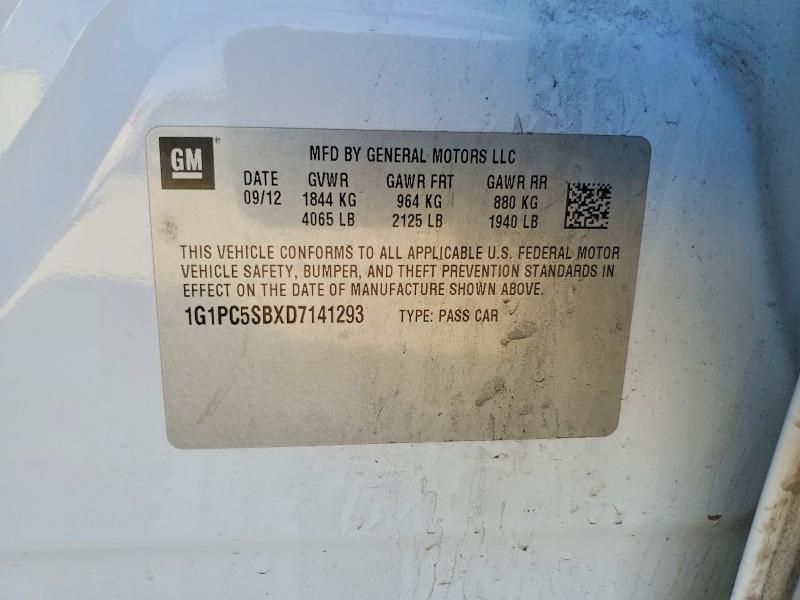 GM
MFD BY GENERAL MOTORS LLC
DATE GVWR GAWR FRT GAWR RR
09/12 1844 KG 964 KG 880 KG
4065 LB 2125 LB 1940 LB
THIS VEHICLE CONFORMS TO ALL APPLICABLE U.S. FEDERAL MOTOR
VEHICLE SAFETY, BUMPER, AND THEFT PREVENTION STANDARDS IN
EFFECT ON THE DATE OF MANUFACTURE SHOWN ABOVE.
1G1PC5SBXD7141293 TYPE: PASS CAR